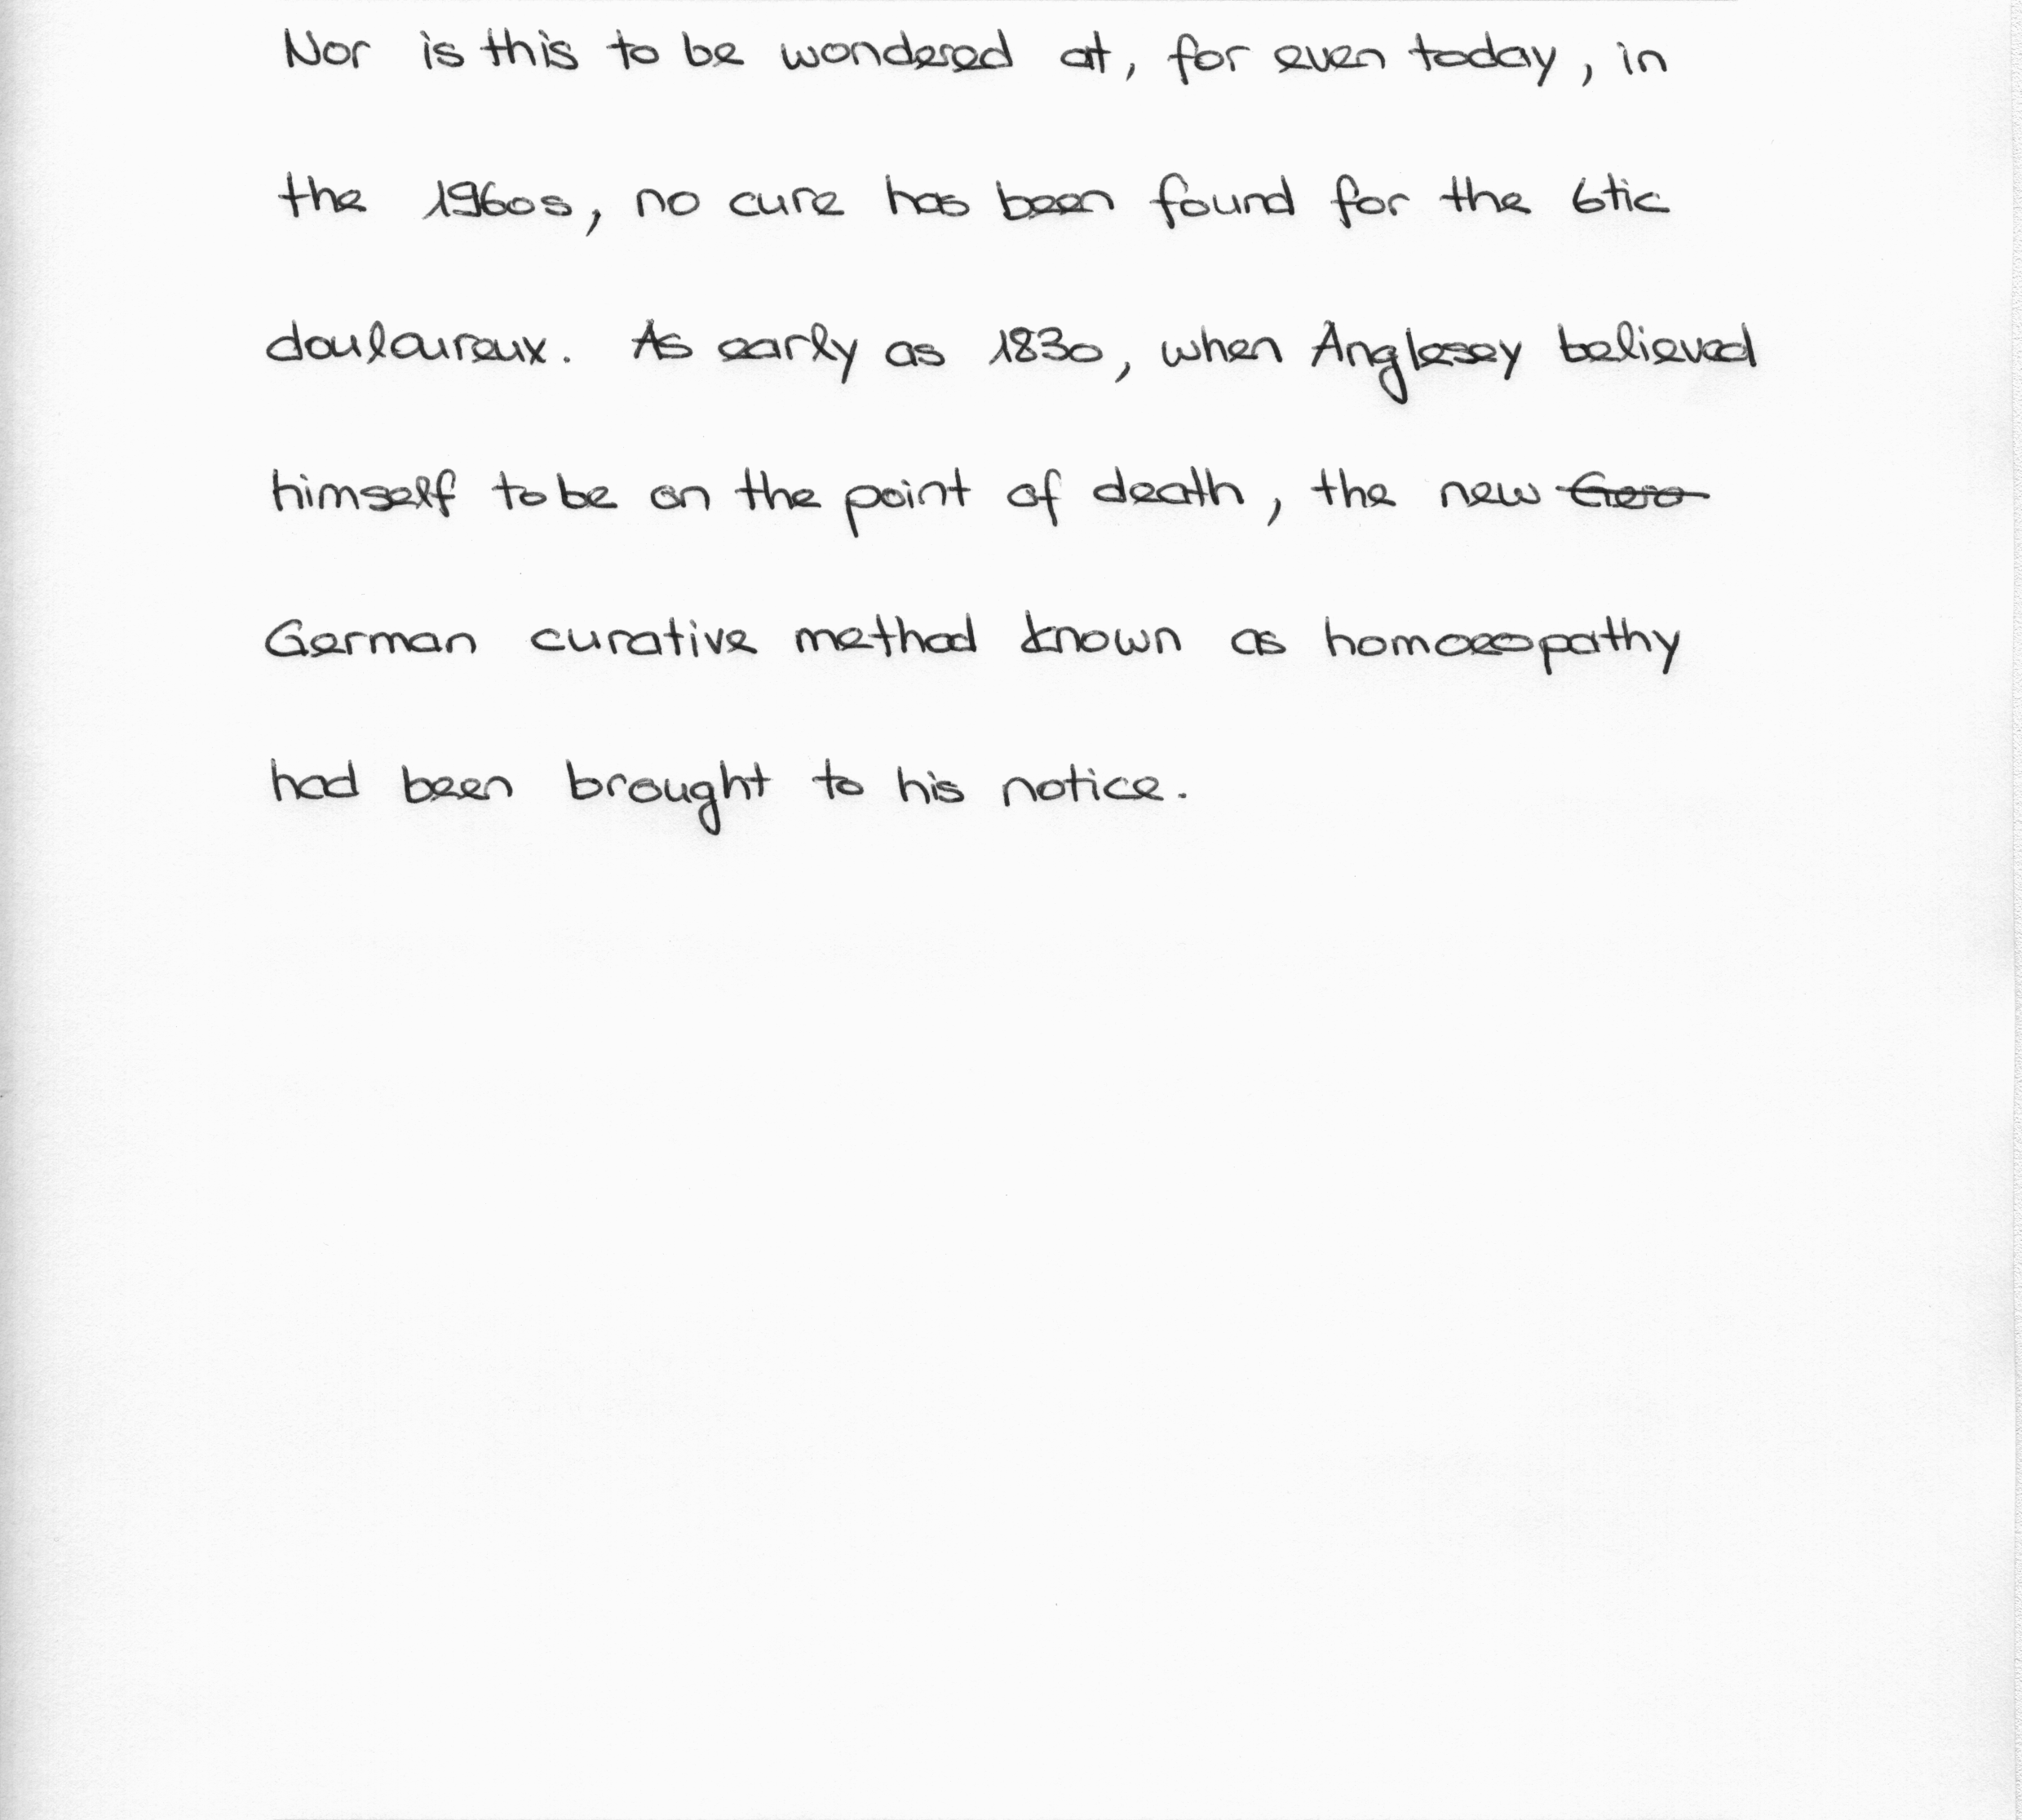 Nor is this to be wondered at, for even today, in
the 1960s, no cure has been found for the 6tic
douloureux. As early as 1830, when Anglesey believed
himself to be on the point of death, the new
German curative method known as homoeopathy
had been brought to his notice.